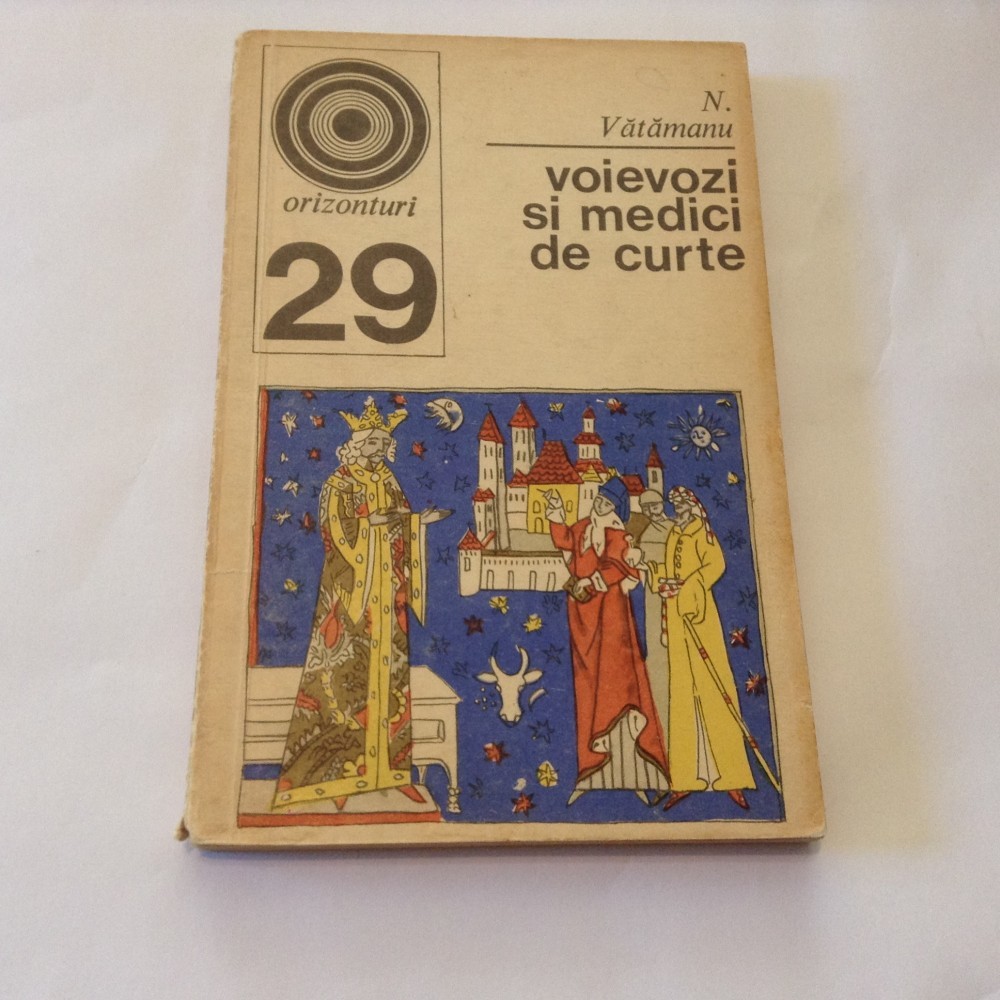 orizonturi
29
N.
Vătămanu
voievozi
si medici
de curte